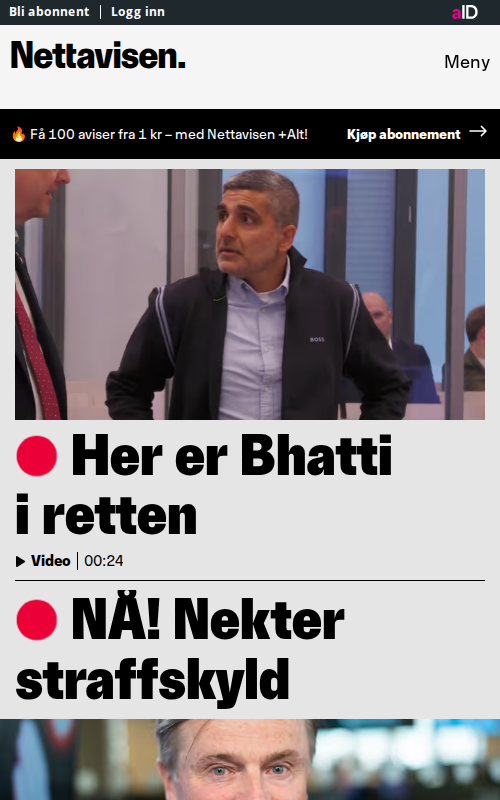 Bli abonnent | Logg inn
aID
Nettavisen.
Meny
🔥 Få 100 aviser fra 1 kr – med Nettavisen +Alt!
Kjøp abonnement →
BOSS
Her er Bhatti
i retten
Video | 00:24
NÅ! Nekter
straffskyld